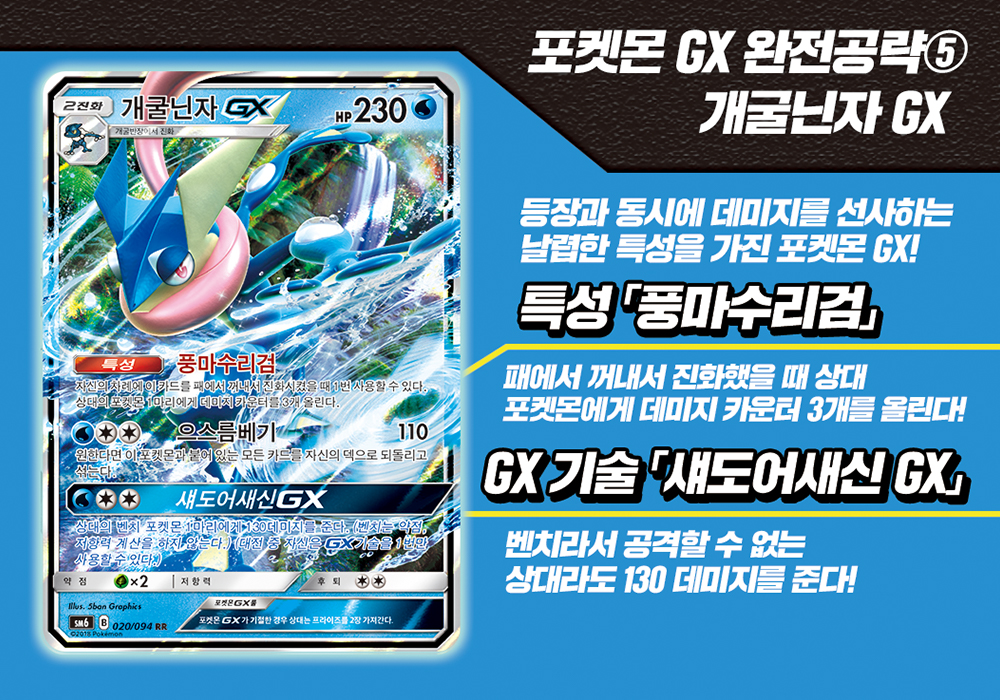 포켓몬 GX 완전공략⑤
개굴닌자 GX
2진화
개굴닌자 GX
HP 230
개굴반장에서 진화
특성 풍마수리검
자신의 차례에 이 카드를 패에서 꺼내서 진화시켰을 때 1번 사용할 수 있다.
상대의 포켓몬 1마리에게 데미지 카운터를 3개 올린다.
으스름베기 110
원한다면 이 포켓몬과 붙어 있는 모든 카드를 자신의 덱으로 되돌리고
섞는다.
섀도어새신 GX
상대의 벤치 포켓몬 1마리에게 130데미지를 준다. (벤치는 약점,
저항력 계산을 하지 않는다.) (대전 중 자신은 GX기술을 1번만
사용할 수 있다.)
약점 ×2 저항력 후퇴
Illus. 5ban Graphics
포켓몬GX룰
포켓몬GX가 기절한 경우 상대는 프라이즈를 2장 가져간다.
SM6 B 020/094 RR
©2018 Pokémon
등장과 동시에 데미지를 선사하는
날렵한 특성을 가진 포켓몬 GX!
특성 「풍마수리검」
패에서 꺼내서 진화했을 때 상대
포켓몬에게 데미지 카운터 3개를 올린다!
GX 기술 「섀도어새신 GX」
벤치라서 공격할 수 없는
상대라도 130 데미지를 준다!